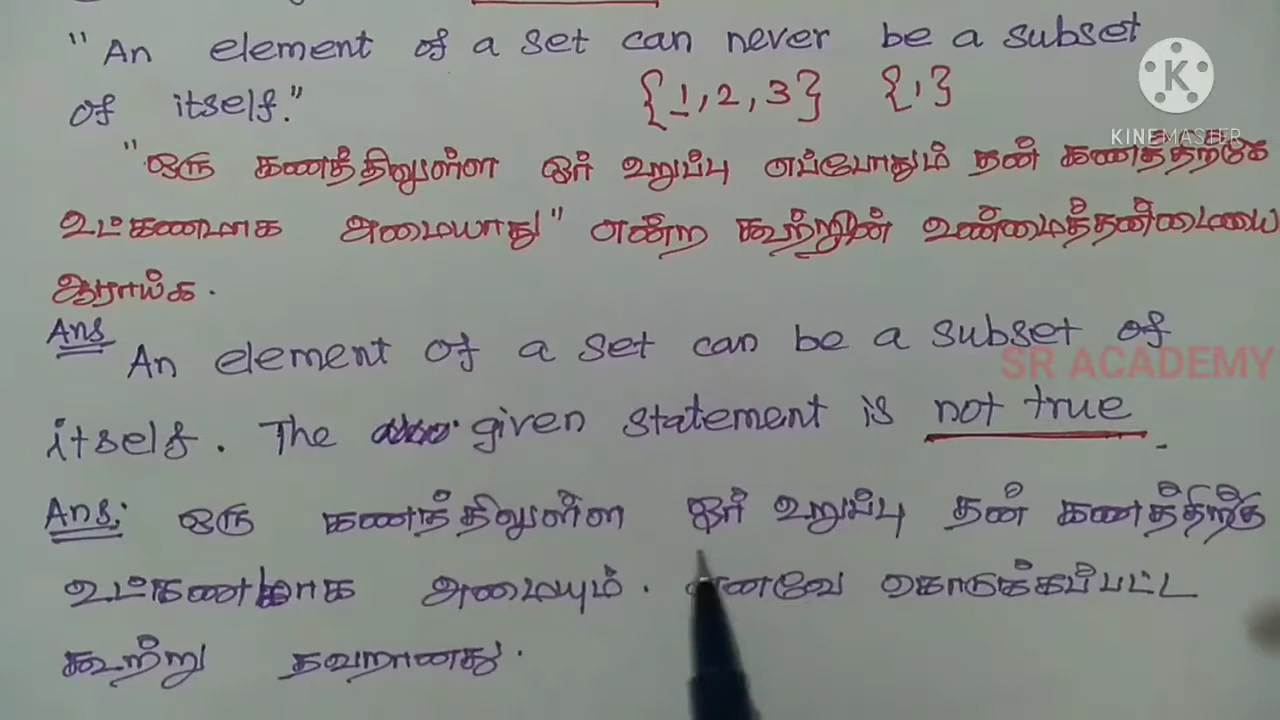 "An element of a set can never be a subset
of itself." {1, 2, 3} {1}
K
KINEMASTER
"ஒரு கணத்திலுள்ள ஓர் உறுப்பு எப்போதும் தன் கணத்திற்கே
உட்கணமாக அமையாது" என்ற கூற்றின் உண்மைத்தன்மையை
ஆராய்க.
Ans
An element of a set can be a subset of
SR ACADEMY
itself. The given statement is not true.
Ans: ஒரு கணத்திலுள்ள ஓர் உறுப்பு தன் கணத்திற்கு
உட்கணமாக அமையும். எனவே கொடுக்கப்பட்ட
கூற்று தவறானது.